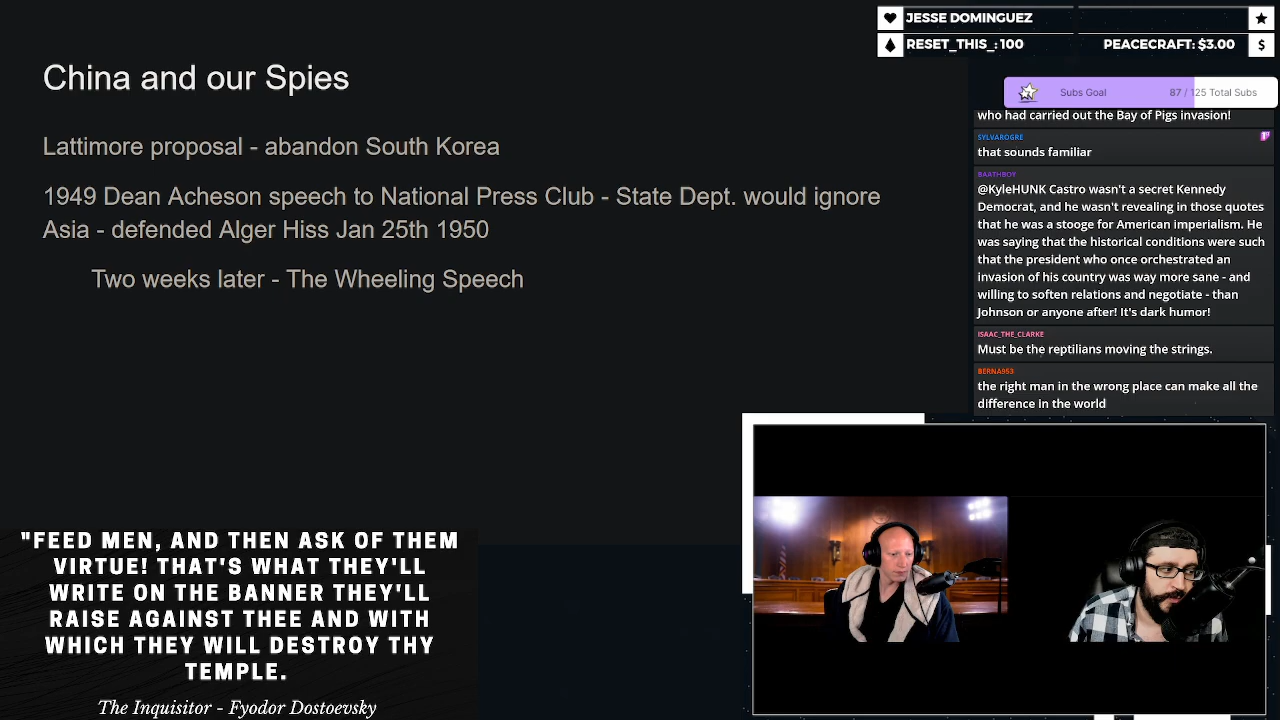 China and our Spies
Lattimore proposal - abandon South Korea
1949 Dean Acheson speech to National Press Club - State Dept. would ignore
Asia - defended Alger Hiss Jan 25th 1950
Two weeks later - The Wheeling Speech
JESSE DOMINGUEZ
RESET_THIS_: 100
PEACECRAFT: $3.00
$
Subs Goal
87 / 125 Total Subs
who had carried out the Bay of Pigs invasion!
SYLVAROGRE
that sounds familiar
BAATHBOY
@KyleHUNK Castro wasn't a secret Kennedy
Democrat, and he wasn't revealing in those quotes
that he was a stooge for American imperialism. He
was saying that the historical conditions were such
that the president who once orchestrated an
invasion of his country was way more sane - and
willing to soften relations and negotiate - than
Johnson or anyone after! It's dark humor!
ISAAC_THE_CLARKE
Must be the reptilians moving the strings.
BERNA953
the right man in the wrong place can make all the
difference in the world
"FEED MEN, AND THEN ASK OF THEM
VIRTUE! THAT'S WHAT THEY'LL
WRITE ON THE BANNER THEY'LL
RAISE AGAINST THEE AND WITH
WHICH THEY WILL DESTROY THY
TEMPLE.
The Inquisitor - Fyodor Dostoevsky